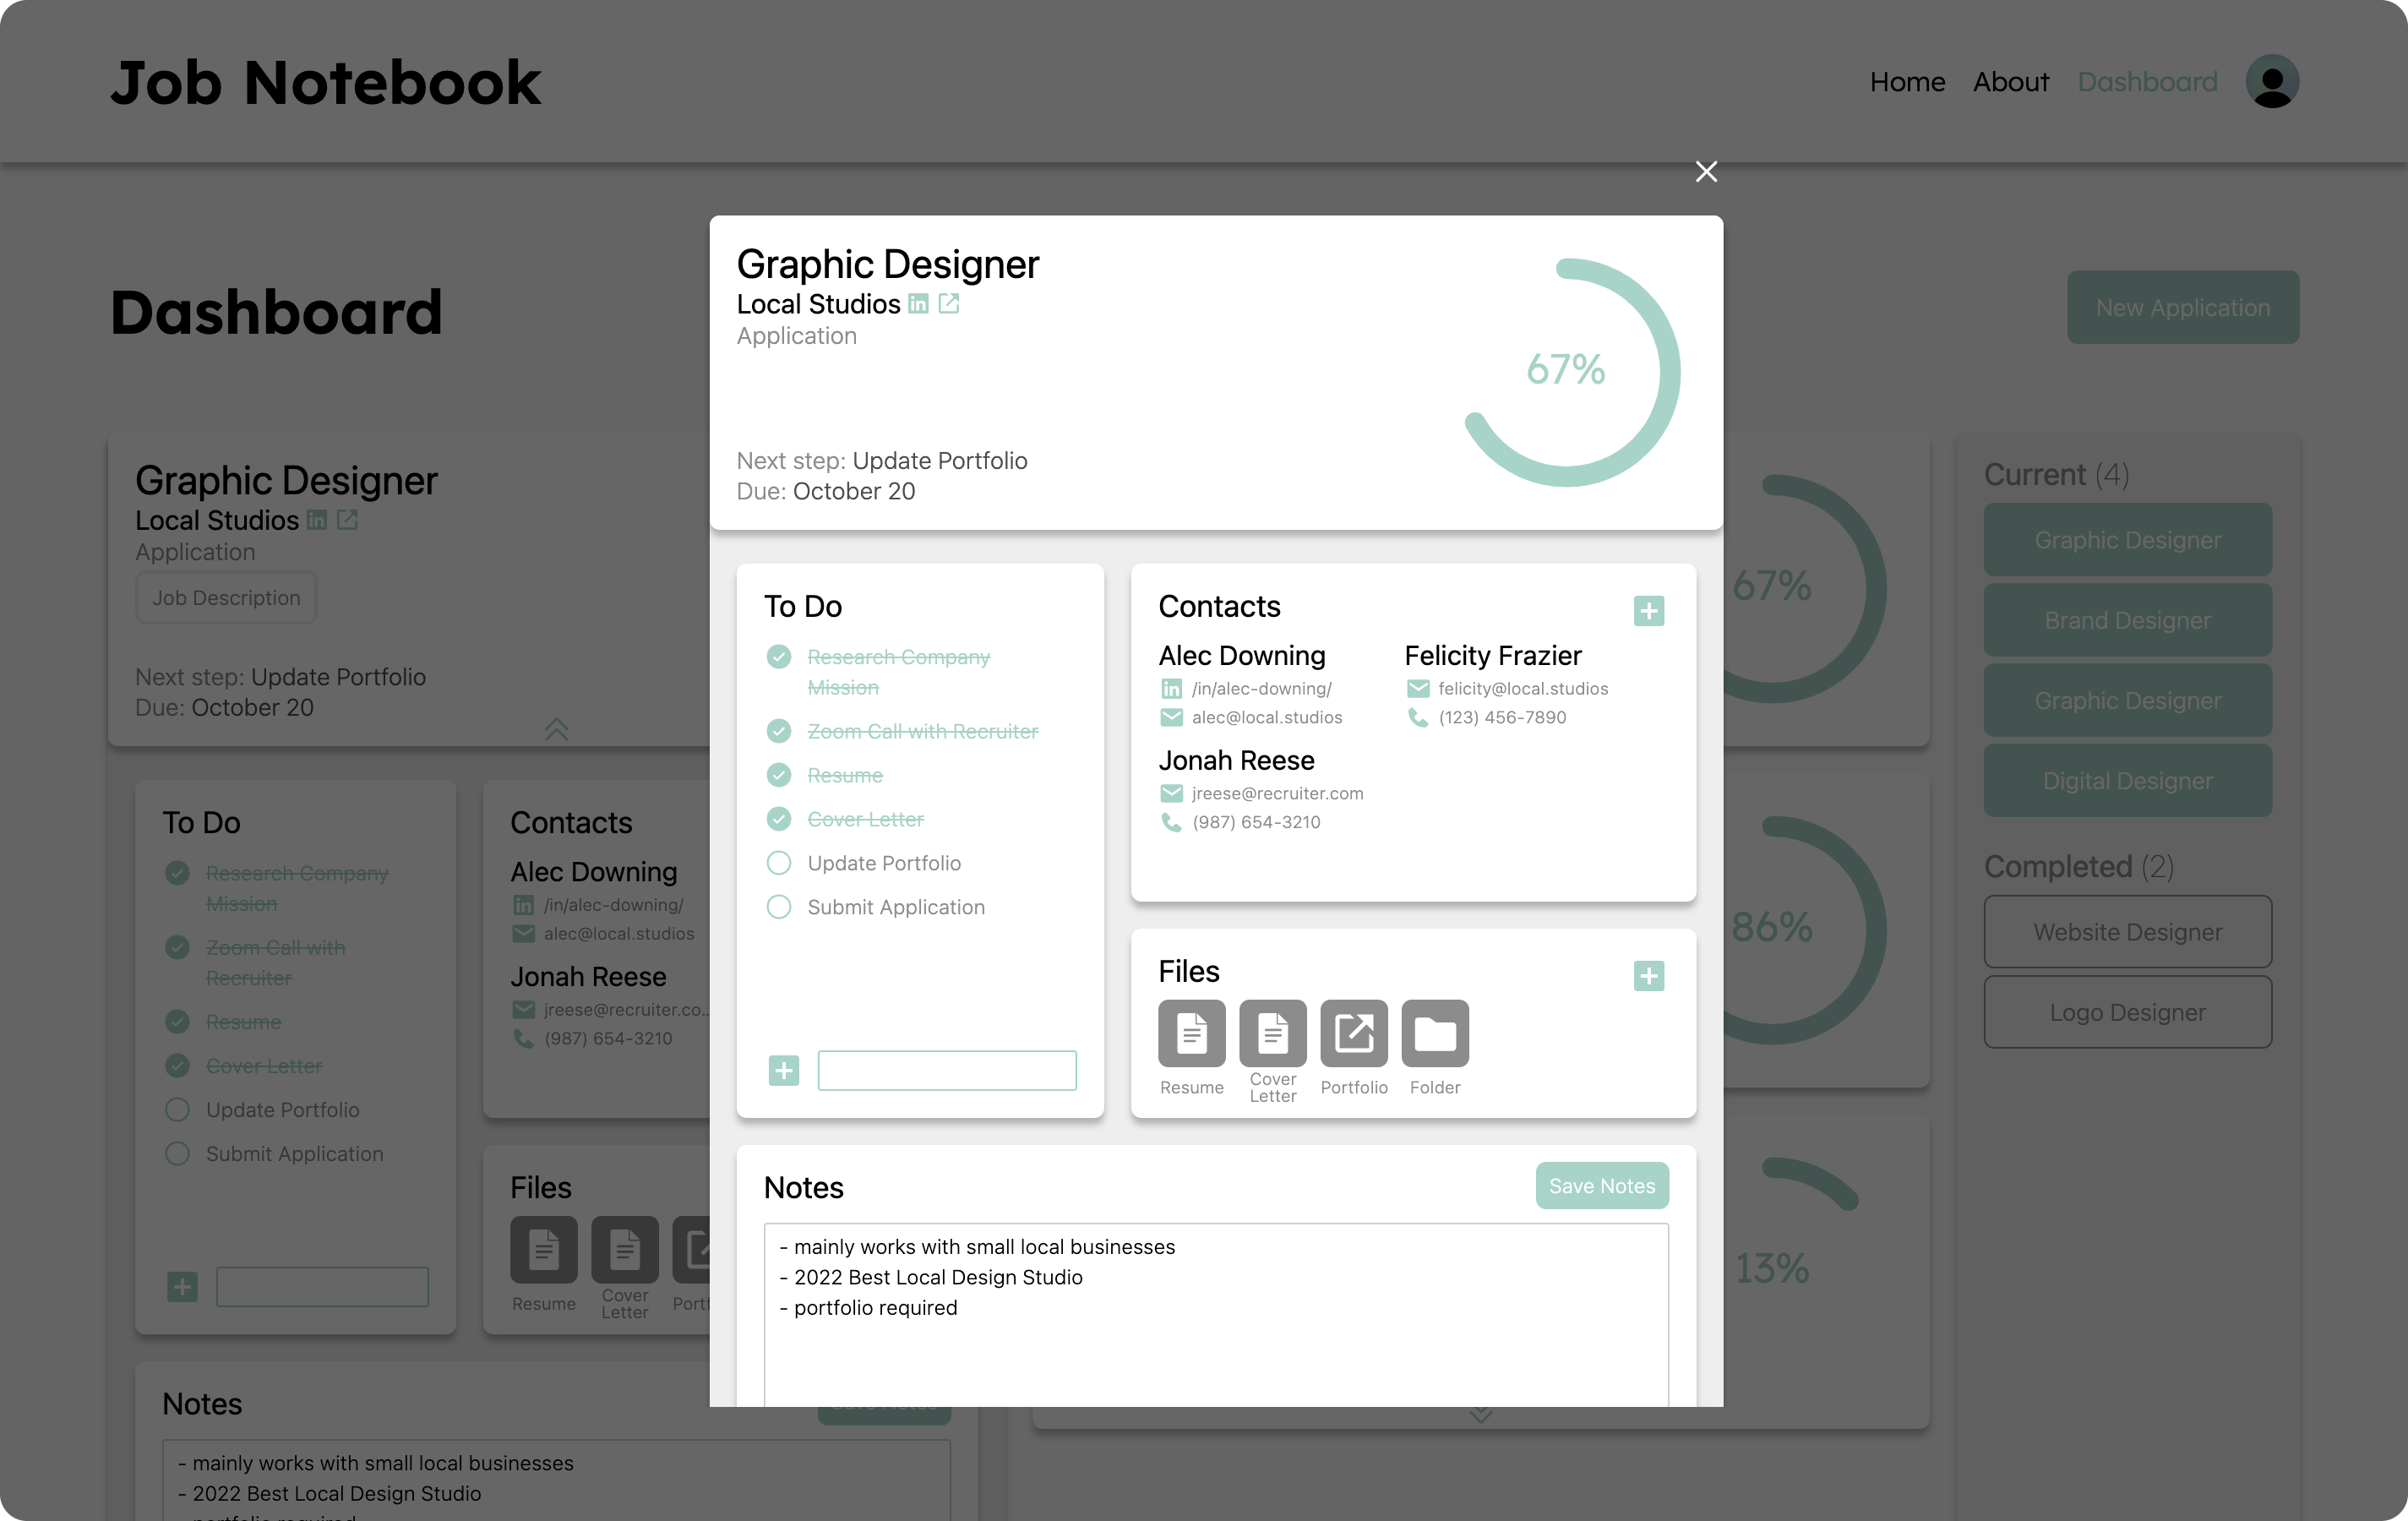 Job Notebook
Home About Dashboard
Dashboard
New Application
Graphic Designer
Local Studios
Application
67%
Next step: Update Portfolio
Due: October 20
To Do
Research Company
Mission
Zoom Call with Recruiter
Resume
Cover Letter
Update Portfolio
Submit Application
Contacts
Alec Downing
/in/alec-downing/
alec@local.studios
Felicity Frazier
felicity@local.studios
(123) 456-7890
Jonah Reese
jreese@recruiter.com
(987) 654-3210
Files
Resume
Cover
Letter
Portfolio
Folder
Notes
Save Notes
- mainly works with small local businesses
- 2022 Best Local Design Studio
- portfolio required
Graphic Designer
Local Studios
Application
Job Description
Next step: Update Portfolio
Due: October 20
To Do
Research Company
Mission
Zoom Call with
Recruiter
Resume
Cover Letter
Update Portfolio
Submit Application
Contacts
Alec Downing
/in/alec-downing/
alec@local.studios
Jonah Reese
jreese@recruiter.co...
(987) 654-3210
Files
Resume
Cover
Letter
Notes
- mainly works with small local businesses
- 2022 Best Local Design Studio
67%
86%
13%
Current (4)
Graphic Designer
Brand Designer
Graphic Designer
Digital Designer
Completed (2)
Website Designer
Logo Designer